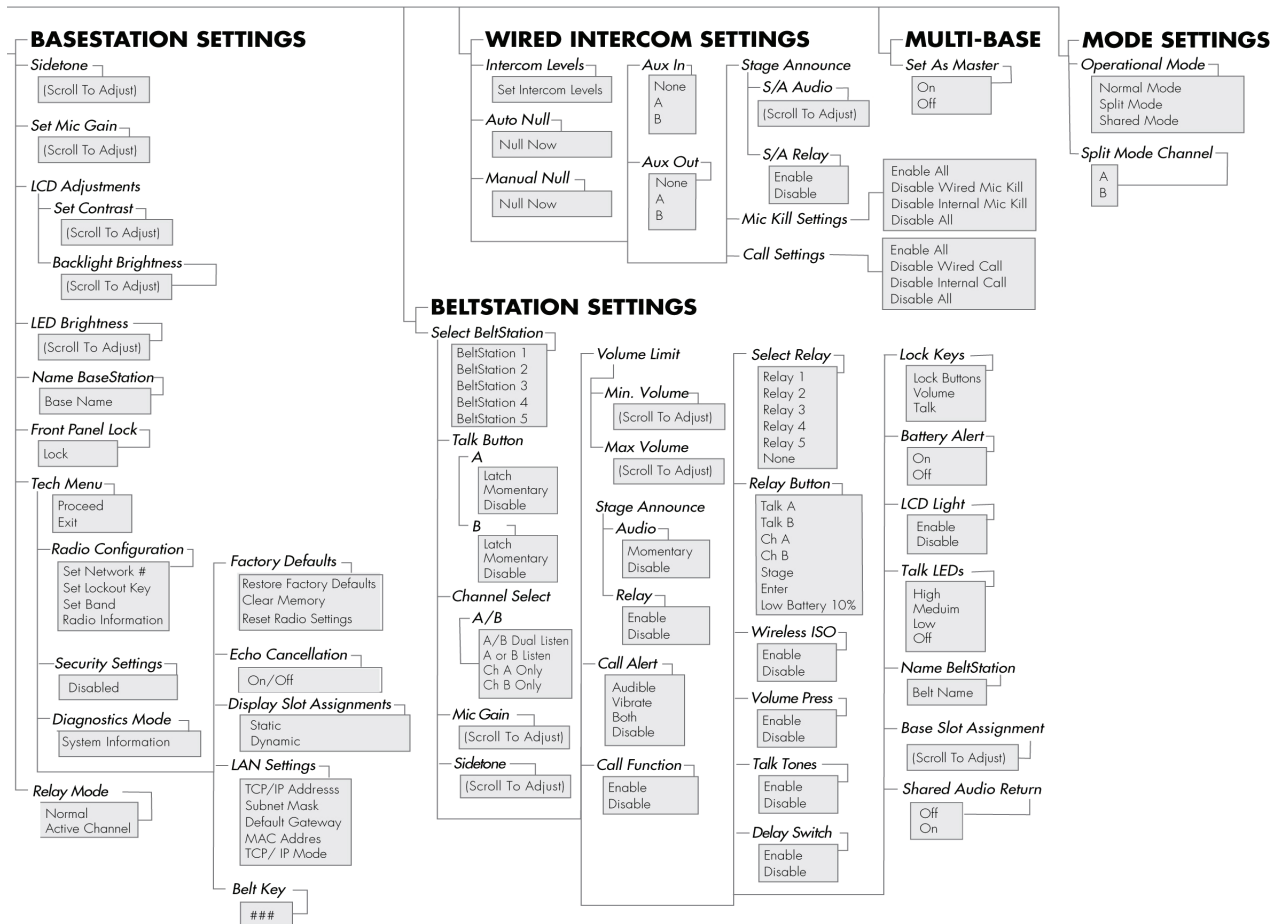 BASESTATION SETTINGS
Sidetone
(Scroll To Adjust)
Set Mic Gain
(Scroll To Adjust)
LCD Adjustments
Set Contrast
(Scroll To Adjust)
Backlight Brightness
(Scroll To Adjust)
LED Brightness
(Scroll To Adjust)
Name BaseStation
Base Name
Front Panel Lock
Lock
Tech Menu
Proceed
Exit
Radio Configuration
Set Network #
Set Lockout Key
Set Band
Radio Information
Security Settings
Disabled
Diagnostics Mode
System Information
Factory Defaults
Restore Factory Defaults
Clear Memory
Reset Radio Settings
Echo Cancellation
On/Off
Display Slot Assignments
Static
Dynamic
LAN Settings
TCP/IP Addresss
Subnet Mask
Default Gateway
MAC Addres
TCP/ IP Mode
Belt Key
###
Relay Mode
Normal
Active Channel
WIRED INTERCOM SETTINGS
Intercom Levels
Set Intercom Levels
Auto Null
Null Now
Manual Null
Null Now
Aux In
None
A
B
Aux Out
None
A
B
Stage Announce
S/A Audio
(Scroll To Adjust)
S/A Relay
Enable
Disable
Mic Kill Settings
Enable All
Disable Wired Mic Kill
Disable Internal Mic Kill
Disable All
Call Settings
Enable All
Disable Wired Call
Disable Internal Call
Disable All
MULTI-BASE
Set As Master
On
Off
MODE SETTINGS
Operational Mode
Normal Mode
Split Mode
Shared Mode
Split Mode Channel
A
B
BELTSTATION SETTINGS
Select BeltStation
BeltStation 1
BeltStation 2
BeltStation 3
BeltStation 4
BeltStation 5
Talk Button
A
Latch
Momentary
Disable
B
Latch
Momentary
Disable
Channel Select
A/B
A/B Dual Listen
A or B Listen
Ch A Only
Ch B Only
Mic Gain
(Scroll To Adjust)
Sidetone
(Scroll To Adjust)
Volume Limit
Min. Volume
(Scroll To Adjust)
Max Volume
(Scroll To Adjust)
Stage Announce
Audio
Momentary
Disable
Relay
Enable
Disable
Call Alert
Audible
Vibrate
Both
Disable
Call Function
Enable
Disable
Select Relay
Relay 1
Relay 2
Relay 3
Relay 4
Relay 5
None
Relay Button
Talk A
Talk B
Ch A
Ch B
Stage
Enter
Low Battery 10%
Wireless ISO
Enable
Disable
Volume Press
Enable
Disable
Talk Tones
Enable
Disable
Delay Switch
Enable
Disable
Lock Keys
Lock Buttons
Volume
Talk
Battery Alert
On
Off
LCD Light
Enable
Disable
Talk LEDs
High
Meduim
Low
Off
Name BeltStation
Belt Name
Base Slot Assignment
(Scroll To Adjust)
Shared Audio Return
Off
On